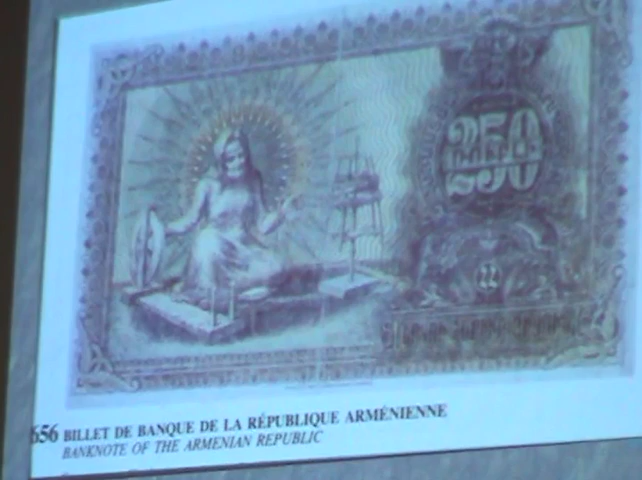 250
656 BILLET DE BANQUE DE LA RÉPUBLIQUE ARMÉNIENNE
BANKNOTE OF THE ARMENIAN REPUBLIC